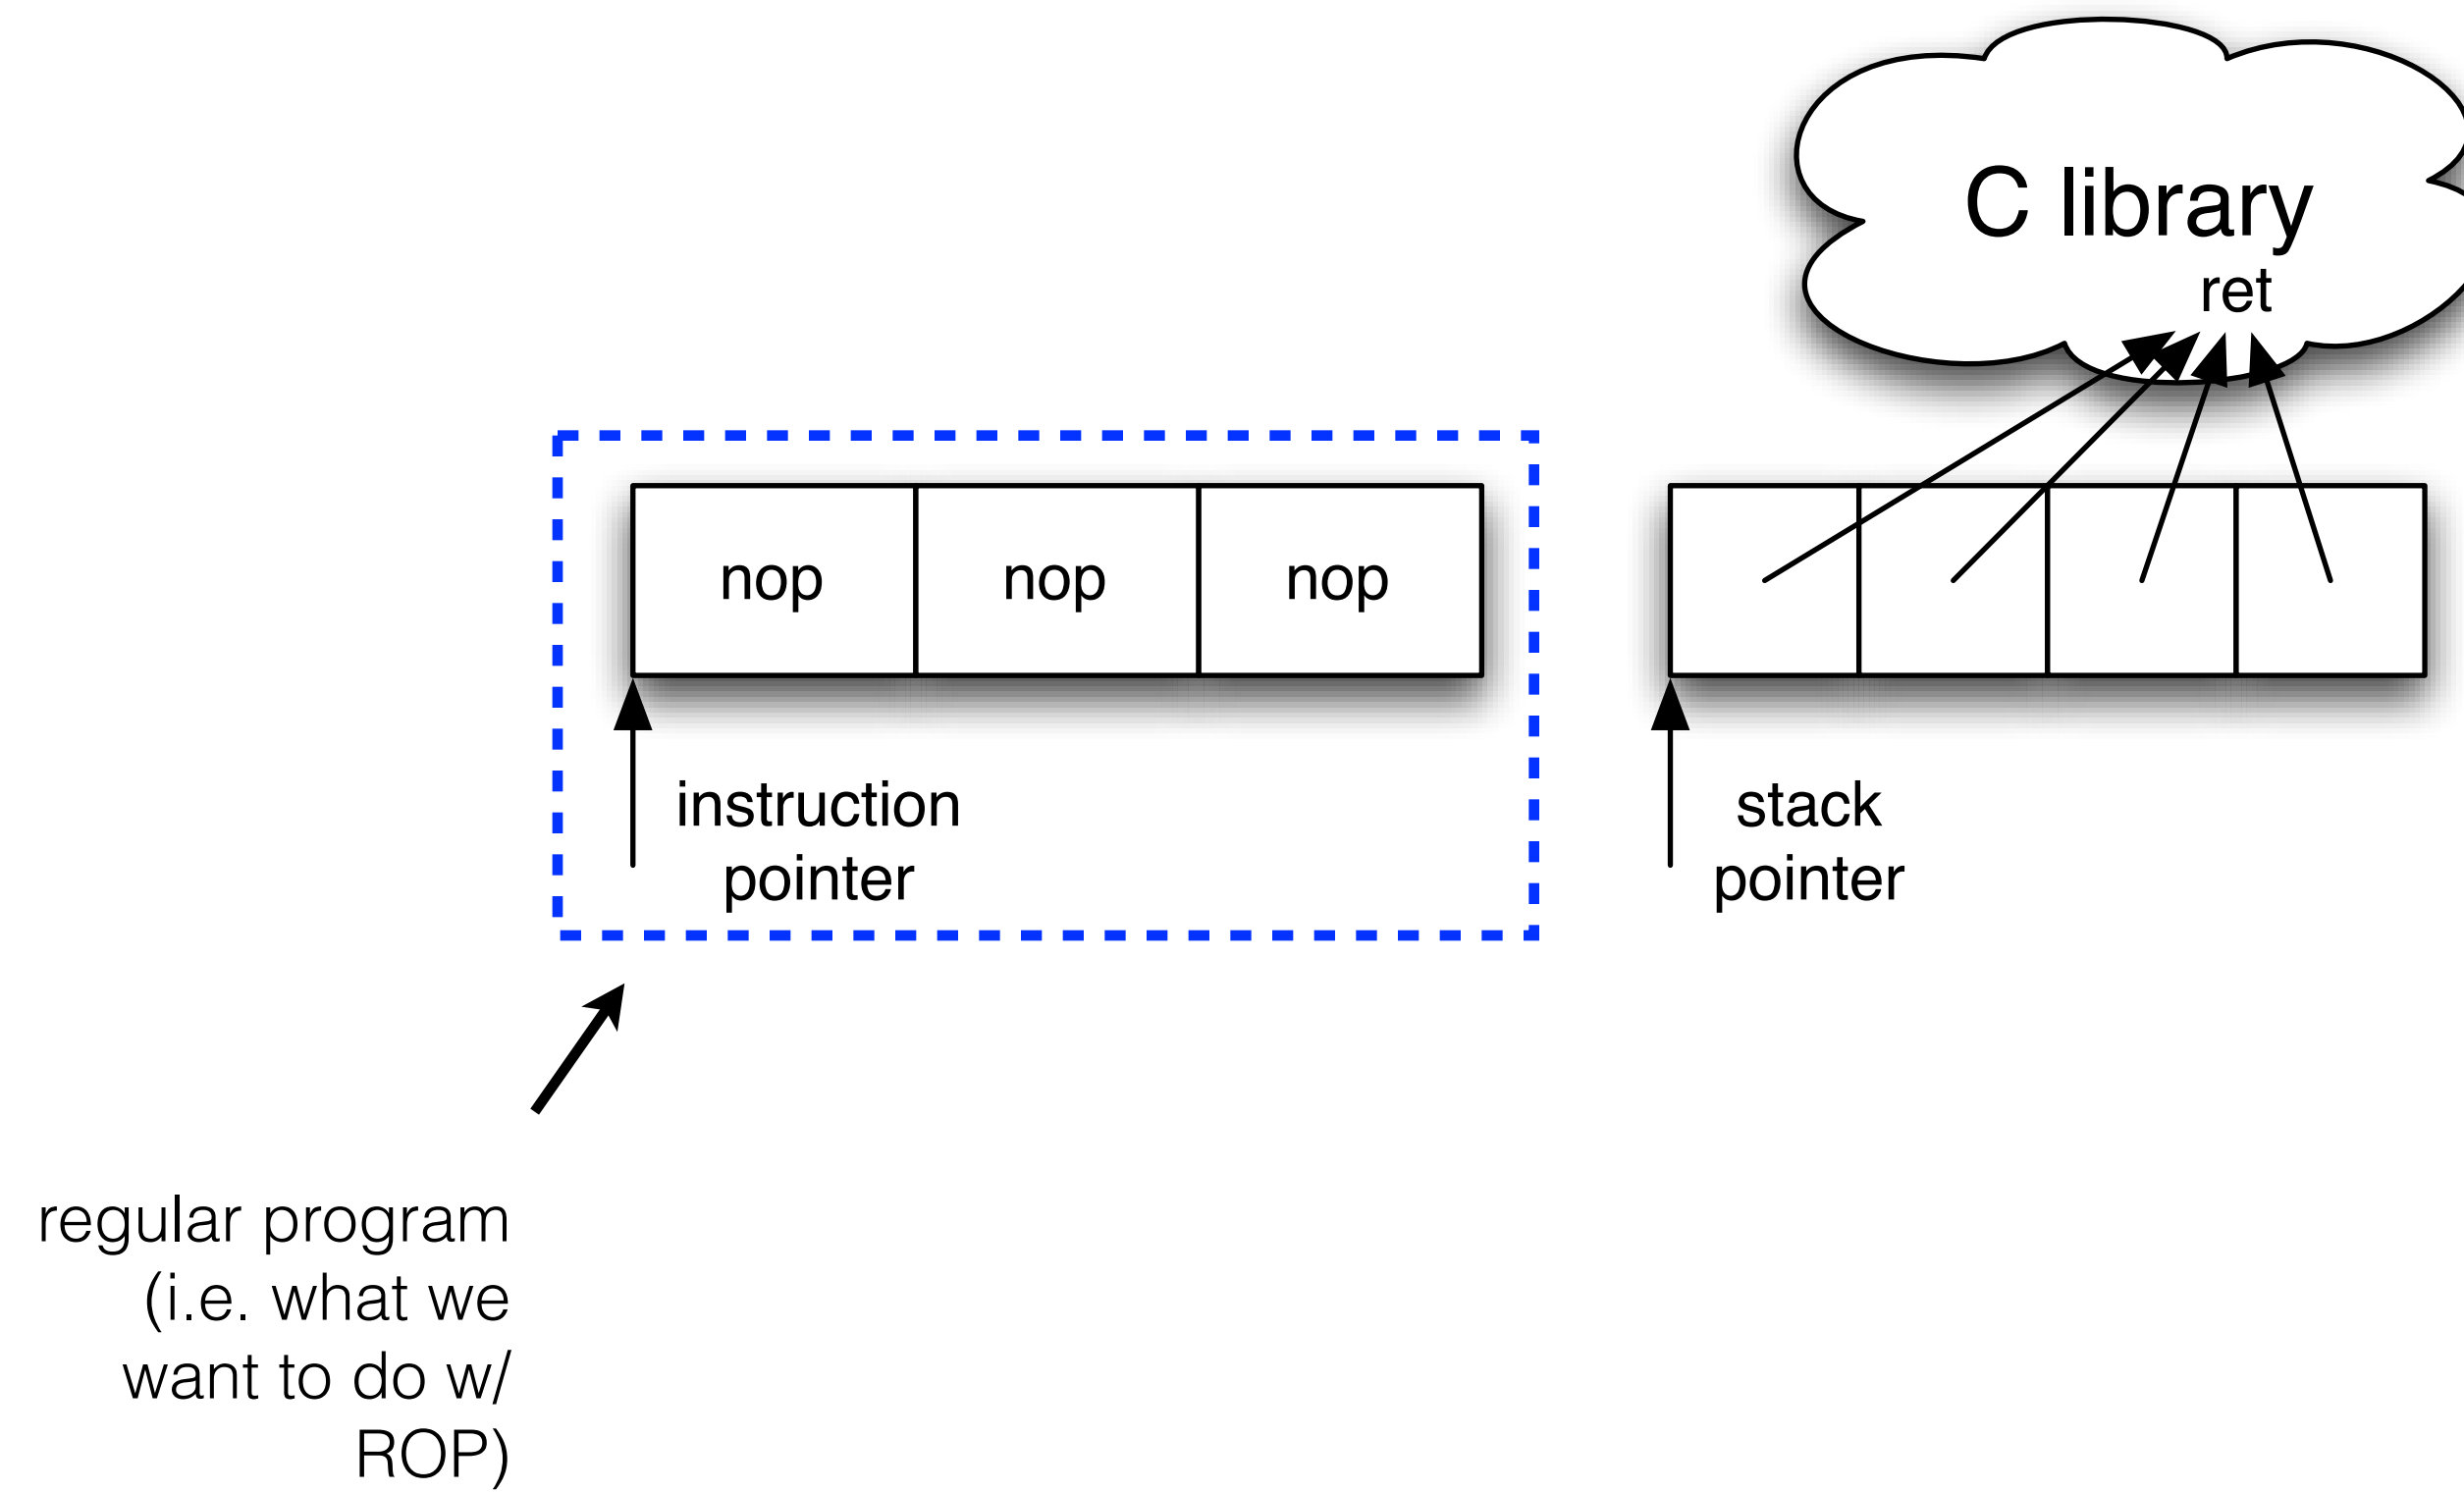 C library
ret
nop nop nop
instruction
pointer
stack
pointer
regular program
(i.e. what we
want to do w/
ROP)